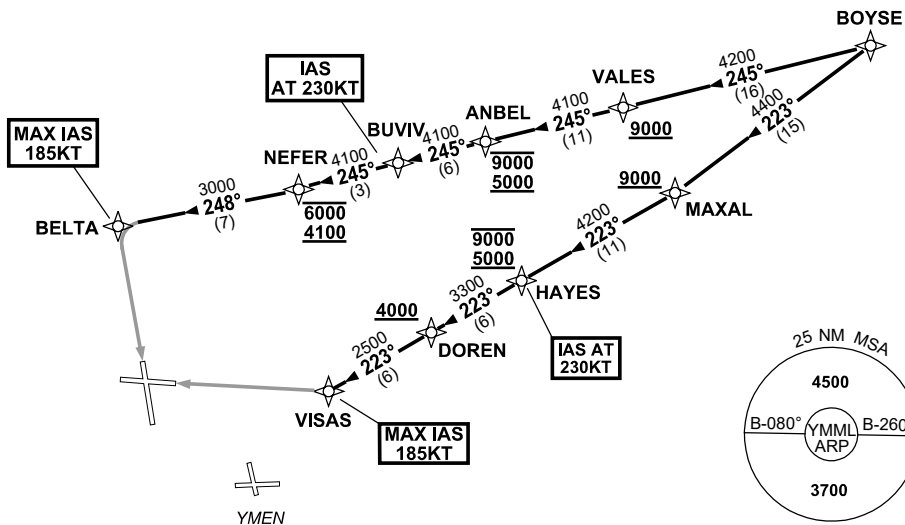 BOYSE
4200
245°
(16)
4400
223°
(15)
VALES
9000
4100
245°
(11)
ANBEL
9000
5000
IAS
AT 230KT
BUVIV
4100
245°
(6)
4100
245°
(3)
NEFER
6000
4100
MAX IAS
185KT
3000
248°
(7)
BELTA
9000
MAXAL
4200
223°
(11)
9000
5000
HAYES
IAS AT
230KT
3300
223°
(6)
4000
DOREN
2500
223°
(6)
VISAS
MAX IAS
185KT
25 NM MSA
4500
B-080°
YMML
ARP
B-260
3700
YMEN